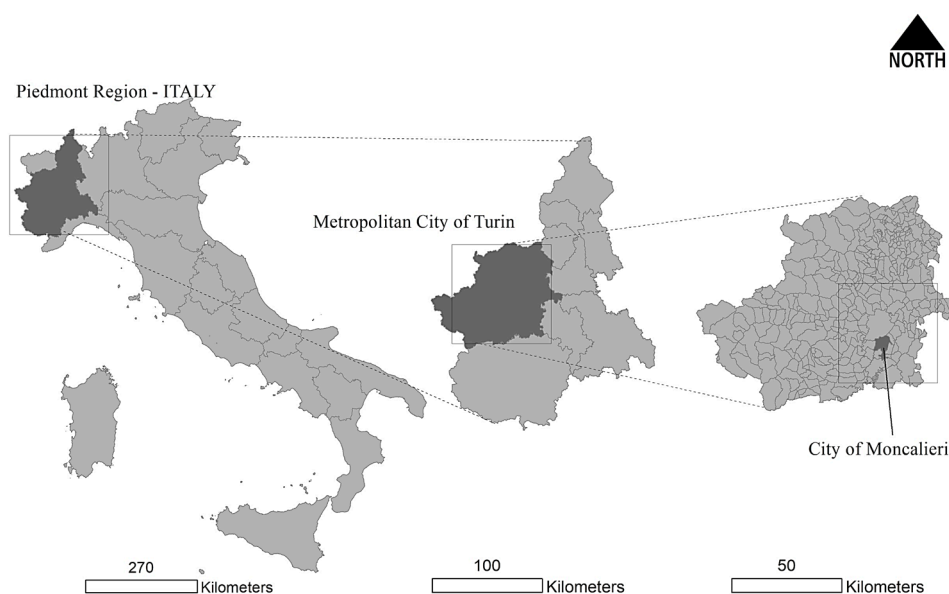 NORTH
Piedmont Region - ITALY
Metropolitan City of Turin
City of Moncalieri
270
Kilometers
100
Kilometers
50
Kilometers